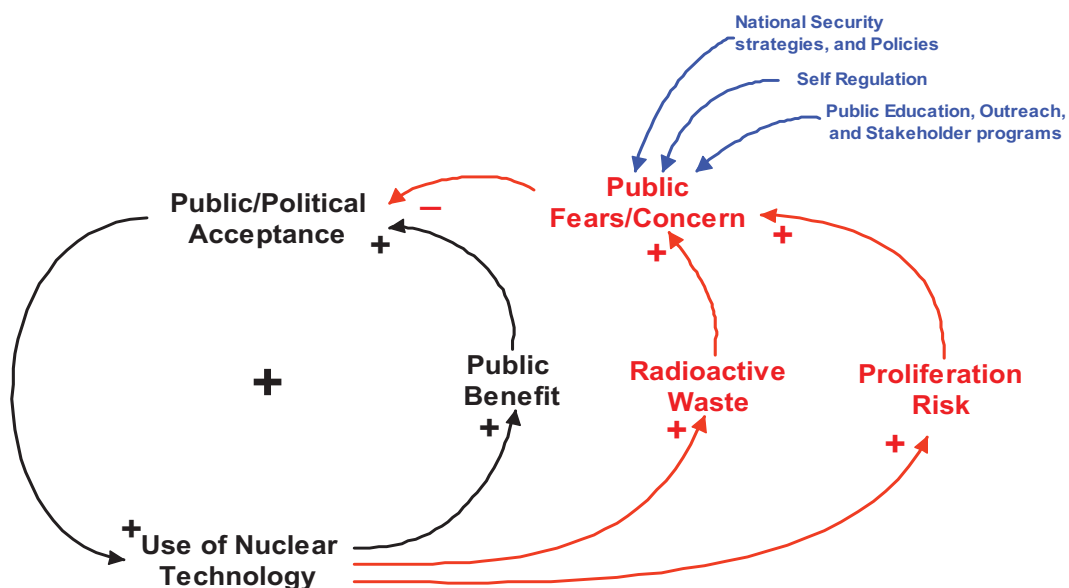 National Security
strategies, and Policies
Self Regulation
Public Education, Outreach,
and Stakeholder programs
Public/Political
Acceptance
+
−
Public
Fears/Concern
+
+
Public
Benefit
+
+
Radioactive
Waste
+
Proliferation
Risk
+
+
Use of Nuclear
Technology